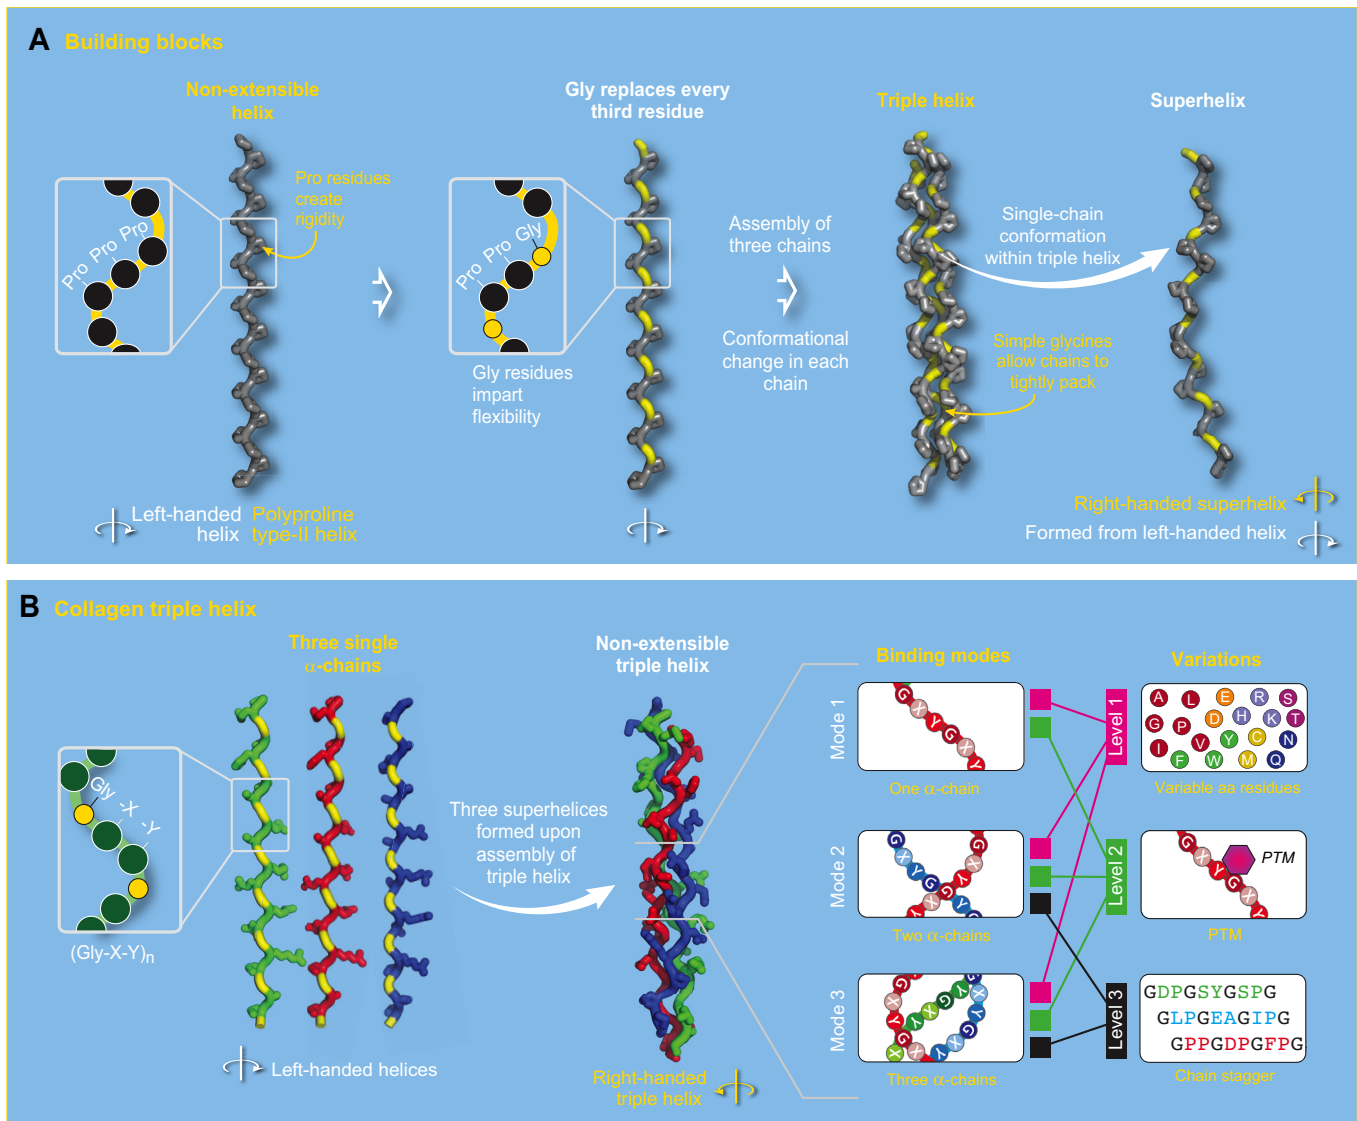 A Building blocks
Non-extensible
helix
Pro residues
create
rigidity
Pro Pro Pro
Left-handed
helix
Polyproline
type-II helix
Gly replaces every
third residue
Pro Pro Gly
Gly residues
impart
flexibility
Assembly of
three chains
Conformational
change in each
chain
Triple helix
Simple glycines
allow chains to
tightly pack
Single-chain
conformation
within triple helix
Superhelix
Right-handed superhelix
Formed from left-handed helix
B Collagen triple helix
Three single
α-chains
Gly -X -Y
(Gly-X-Y)n
Left-handed helices
Three superhelices
formed upon
assembly of
triple helix
Non-extensible
triple helix
Right-handed
triple helix
Binding modes
Mode 1
G X Y G X Y
One α-chain
Mode 2
G X Y G X Y G
G X Y G X Y
Two α-chains
Mode 3
G X Y G X
G Y X G X Y X
G X Y G X Y
Three α-chains
Level 1
Level 2
Level 3
Variations
A L E R S
G P D H K T
I V Y C N
F W M Q
Variable aa residues
G X Y G X Y
PTM
PTM
GDPGSYGSPG
GLPGEAGIPG
GPPGDPGFPG
Chain stagger